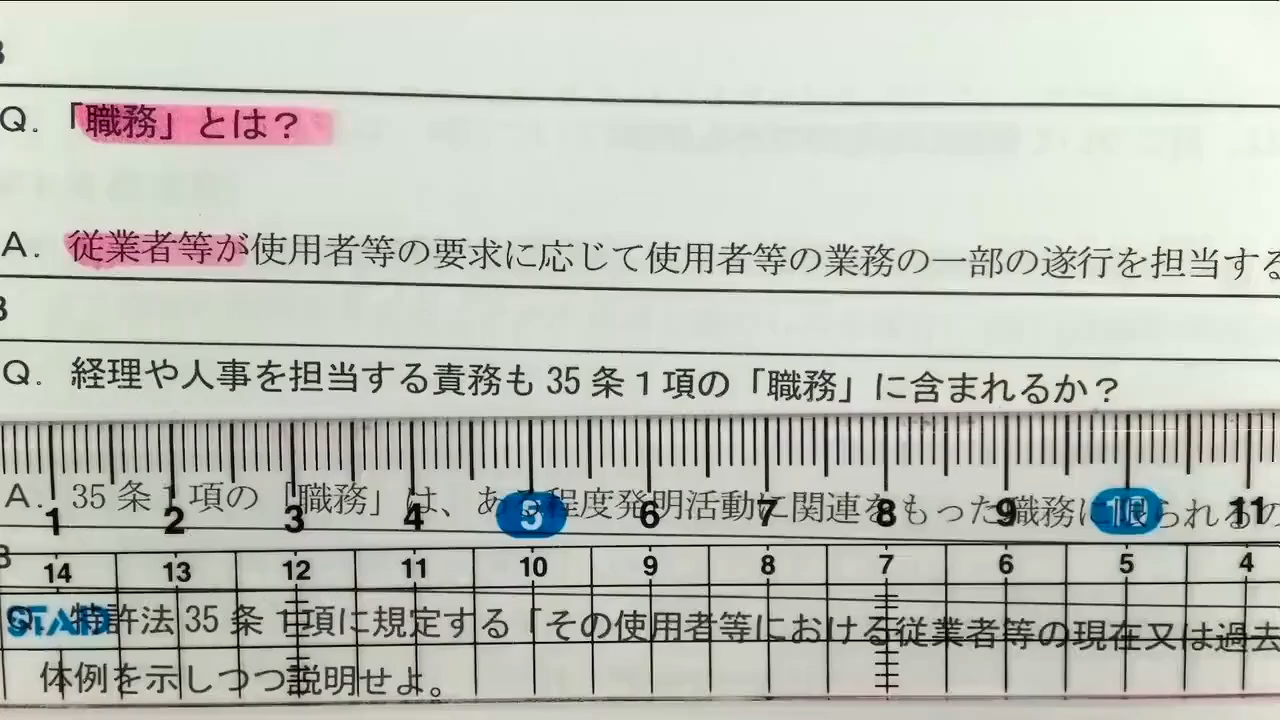 B
Q. 「職務」とは？
A. 従業者等が使用者等の要求に応じて使用者等の業務の一部の遂行を担当する
B
Q. 経理や人事を担当する責務も 35 条 1 項の「職務」に含まれるか？
A. 35 条 1 項の「職務」は、ある程度発明活動に関連をもった職務に限られるの
1 2 3 4 5 6 7 8 9 10 11
B
14 13 12 11 10 9 8 7 6 5 4
STAD
Q. 特許法 35 条 1 項に規定する「その使用者等における従業者等の現在又は過去
体例を示しつつ説明せよ。